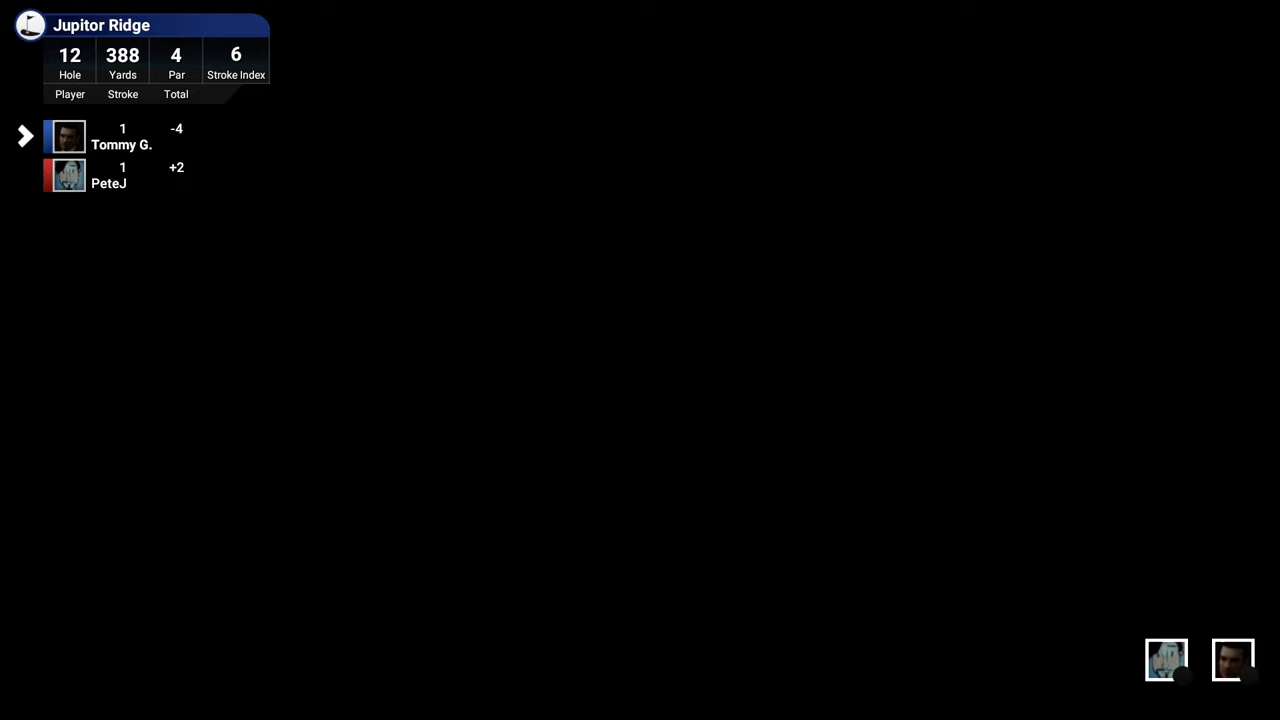 Jupitor Ridge
12 388 4 6
Hole Yards Par Stroke Index
Player Stroke Total
1 -4
Tommy G.
1 +2
PeteJ